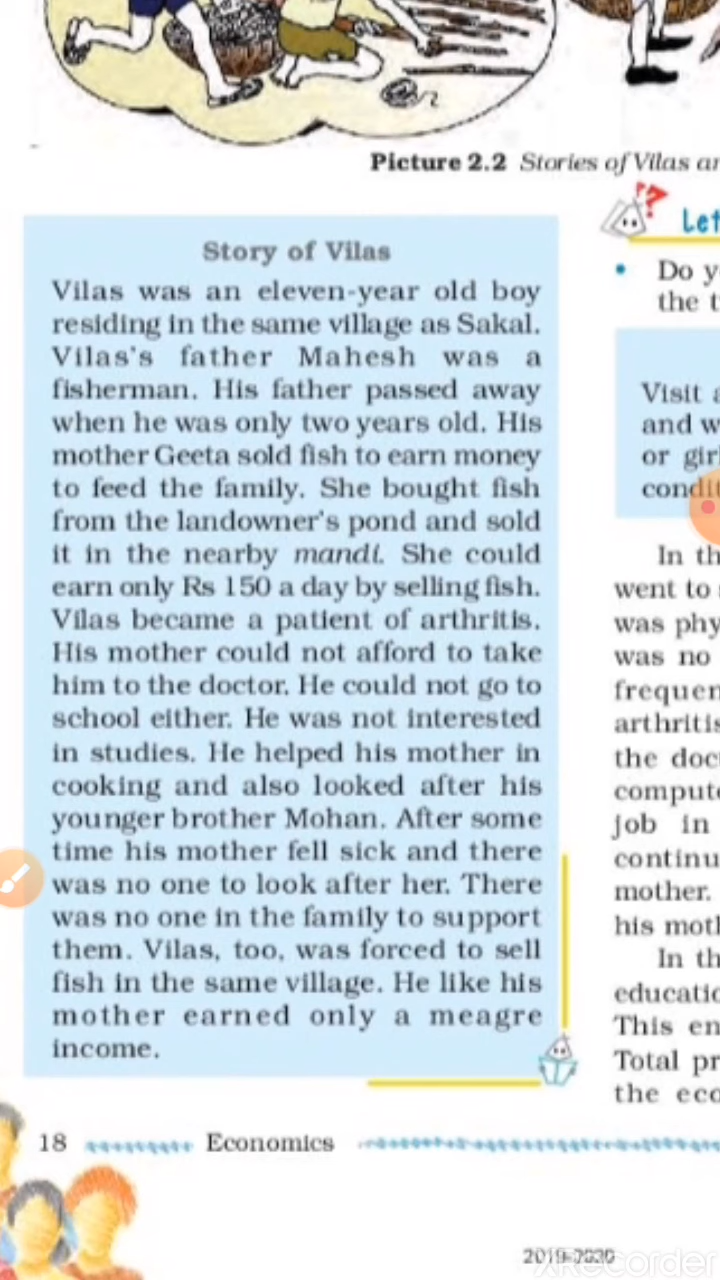 Picture 2.2 Stories of Vilas
Story of Vilas
Vilas was an eleven-year old boy
residing in the same village as Sakal.
Vilas's father Mahesh was a
fisherman. His father passed away
when he was only two years old. His
mother Geeta sold fish to earn money
to feed the family. She bought fish
from the landowner's pond and sold
it in the nearby mandi. She could
earn only Rs 150 a day by selling fish.
Vilas became a patient of arthritis.
His mother could not afford to take
him to the doctor. He could not go to
school either. He was not interested
in studies. He helped his mother in
cooking and also looked after his
younger brother Mohan. After some
time his mother fell sick and there
was no one to look after her. There
was no one in the family to support
them. Vilas, too, was forced to sell
fish in the same village. He like his
mother earned only a meagre
income.
?
Let
Do y
the t
Visit a
and w
or girl
condit
In th
went to s
was phy
was no
frequen
arthritis
the doc
compute
job in
continu
mother.
his moth
In th
educatio
This en
Total pr
the eco
18 Economics
2019-2020
XRecorder